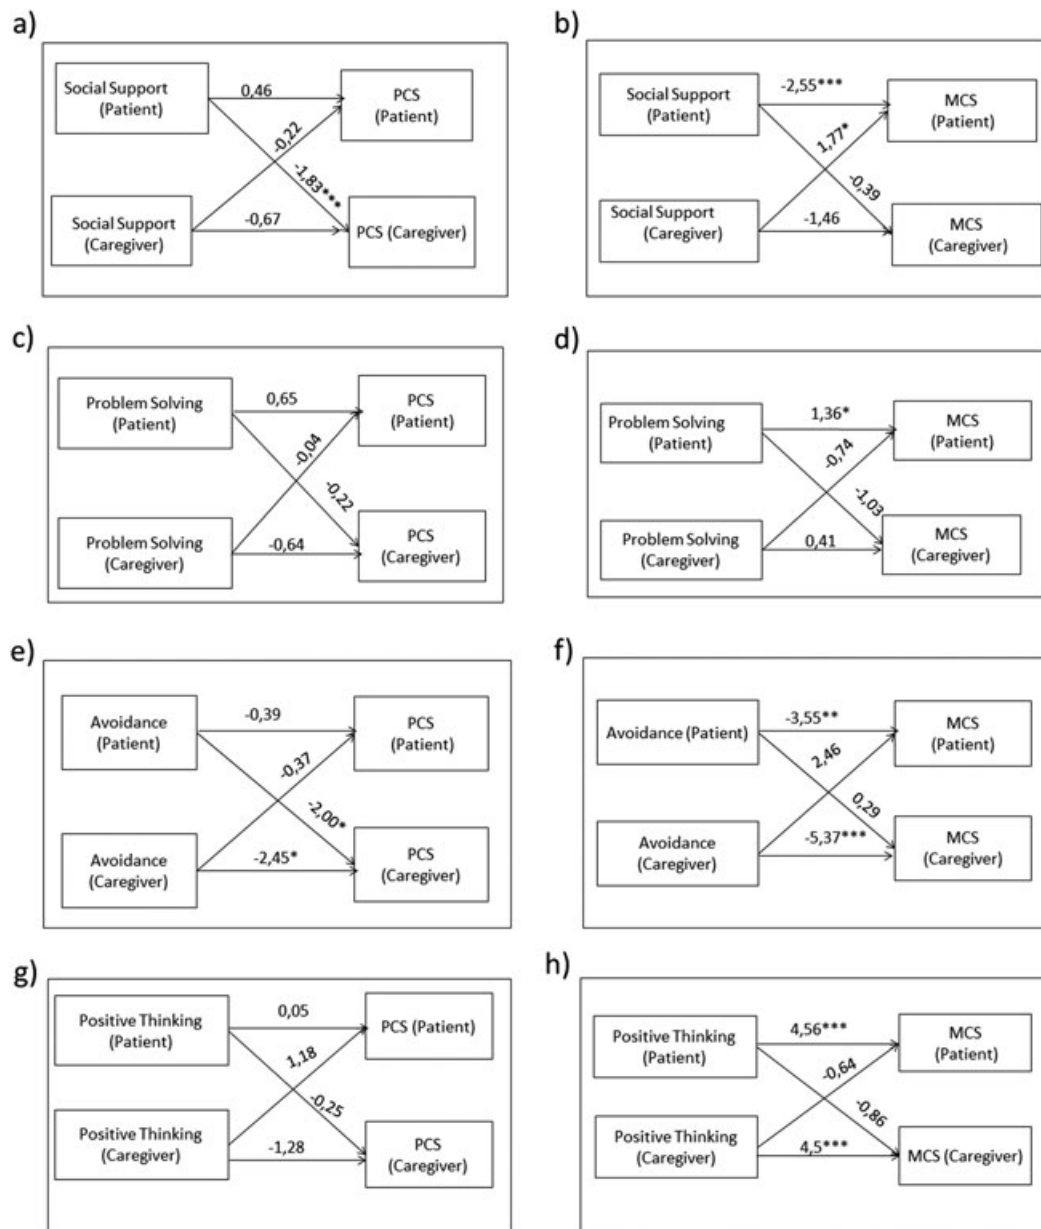 a)
Social Support
(Patient)
0,46
PCS
(Patient)
-0,22
-1,83***
Social Support
(Caregiver)
-0,67
PCS (Caregiver)
b)
Social Support
(Patient)
-2,55***
MCS
(Patient)
1,77*
-0,39
Social Support
(Caregiver)
-1,46
MCS
(Caregiver)
c)
Problem Solving
(Patient)
0,65
PCS
(Patient)
-0,04
-0,22
Problem Solving
(Caregiver)
-0,64
PCS
(Caregiver)
d)
Problem Solving
(Patient)
1,36*
MCS
(Patient)
-0,74
-1,03
Problem Solving
(Caregiver)
0,41
MCS
(Caregiver)
e)
Avoidance
(Patient)
-0,39
PCS
(Patient)
-0,37
-2,00*
Avoidance
(Caregiver)
-2,45*
PCS
(Caregiver)
f)
Avoidance (Patient)
-3,55**
MCS
(Patient)
2,46
0,29
Avoidance
(Caregiver)
-5,37***
MCS
(Caregiver)
g)
Positive Thinking
(Patient)
0,05
PCS (Patient)
1,18
-0,25
Positive Thinking
(Caregiver)
-1,28
PCS
(Caregiver)
h)
Positive Thinking
(Patient)
4,56***
MCS
(Patient)
-0,64
-0,86
Positive Thinking
(Caregiver)
4,5***
MCS (Caregiver)